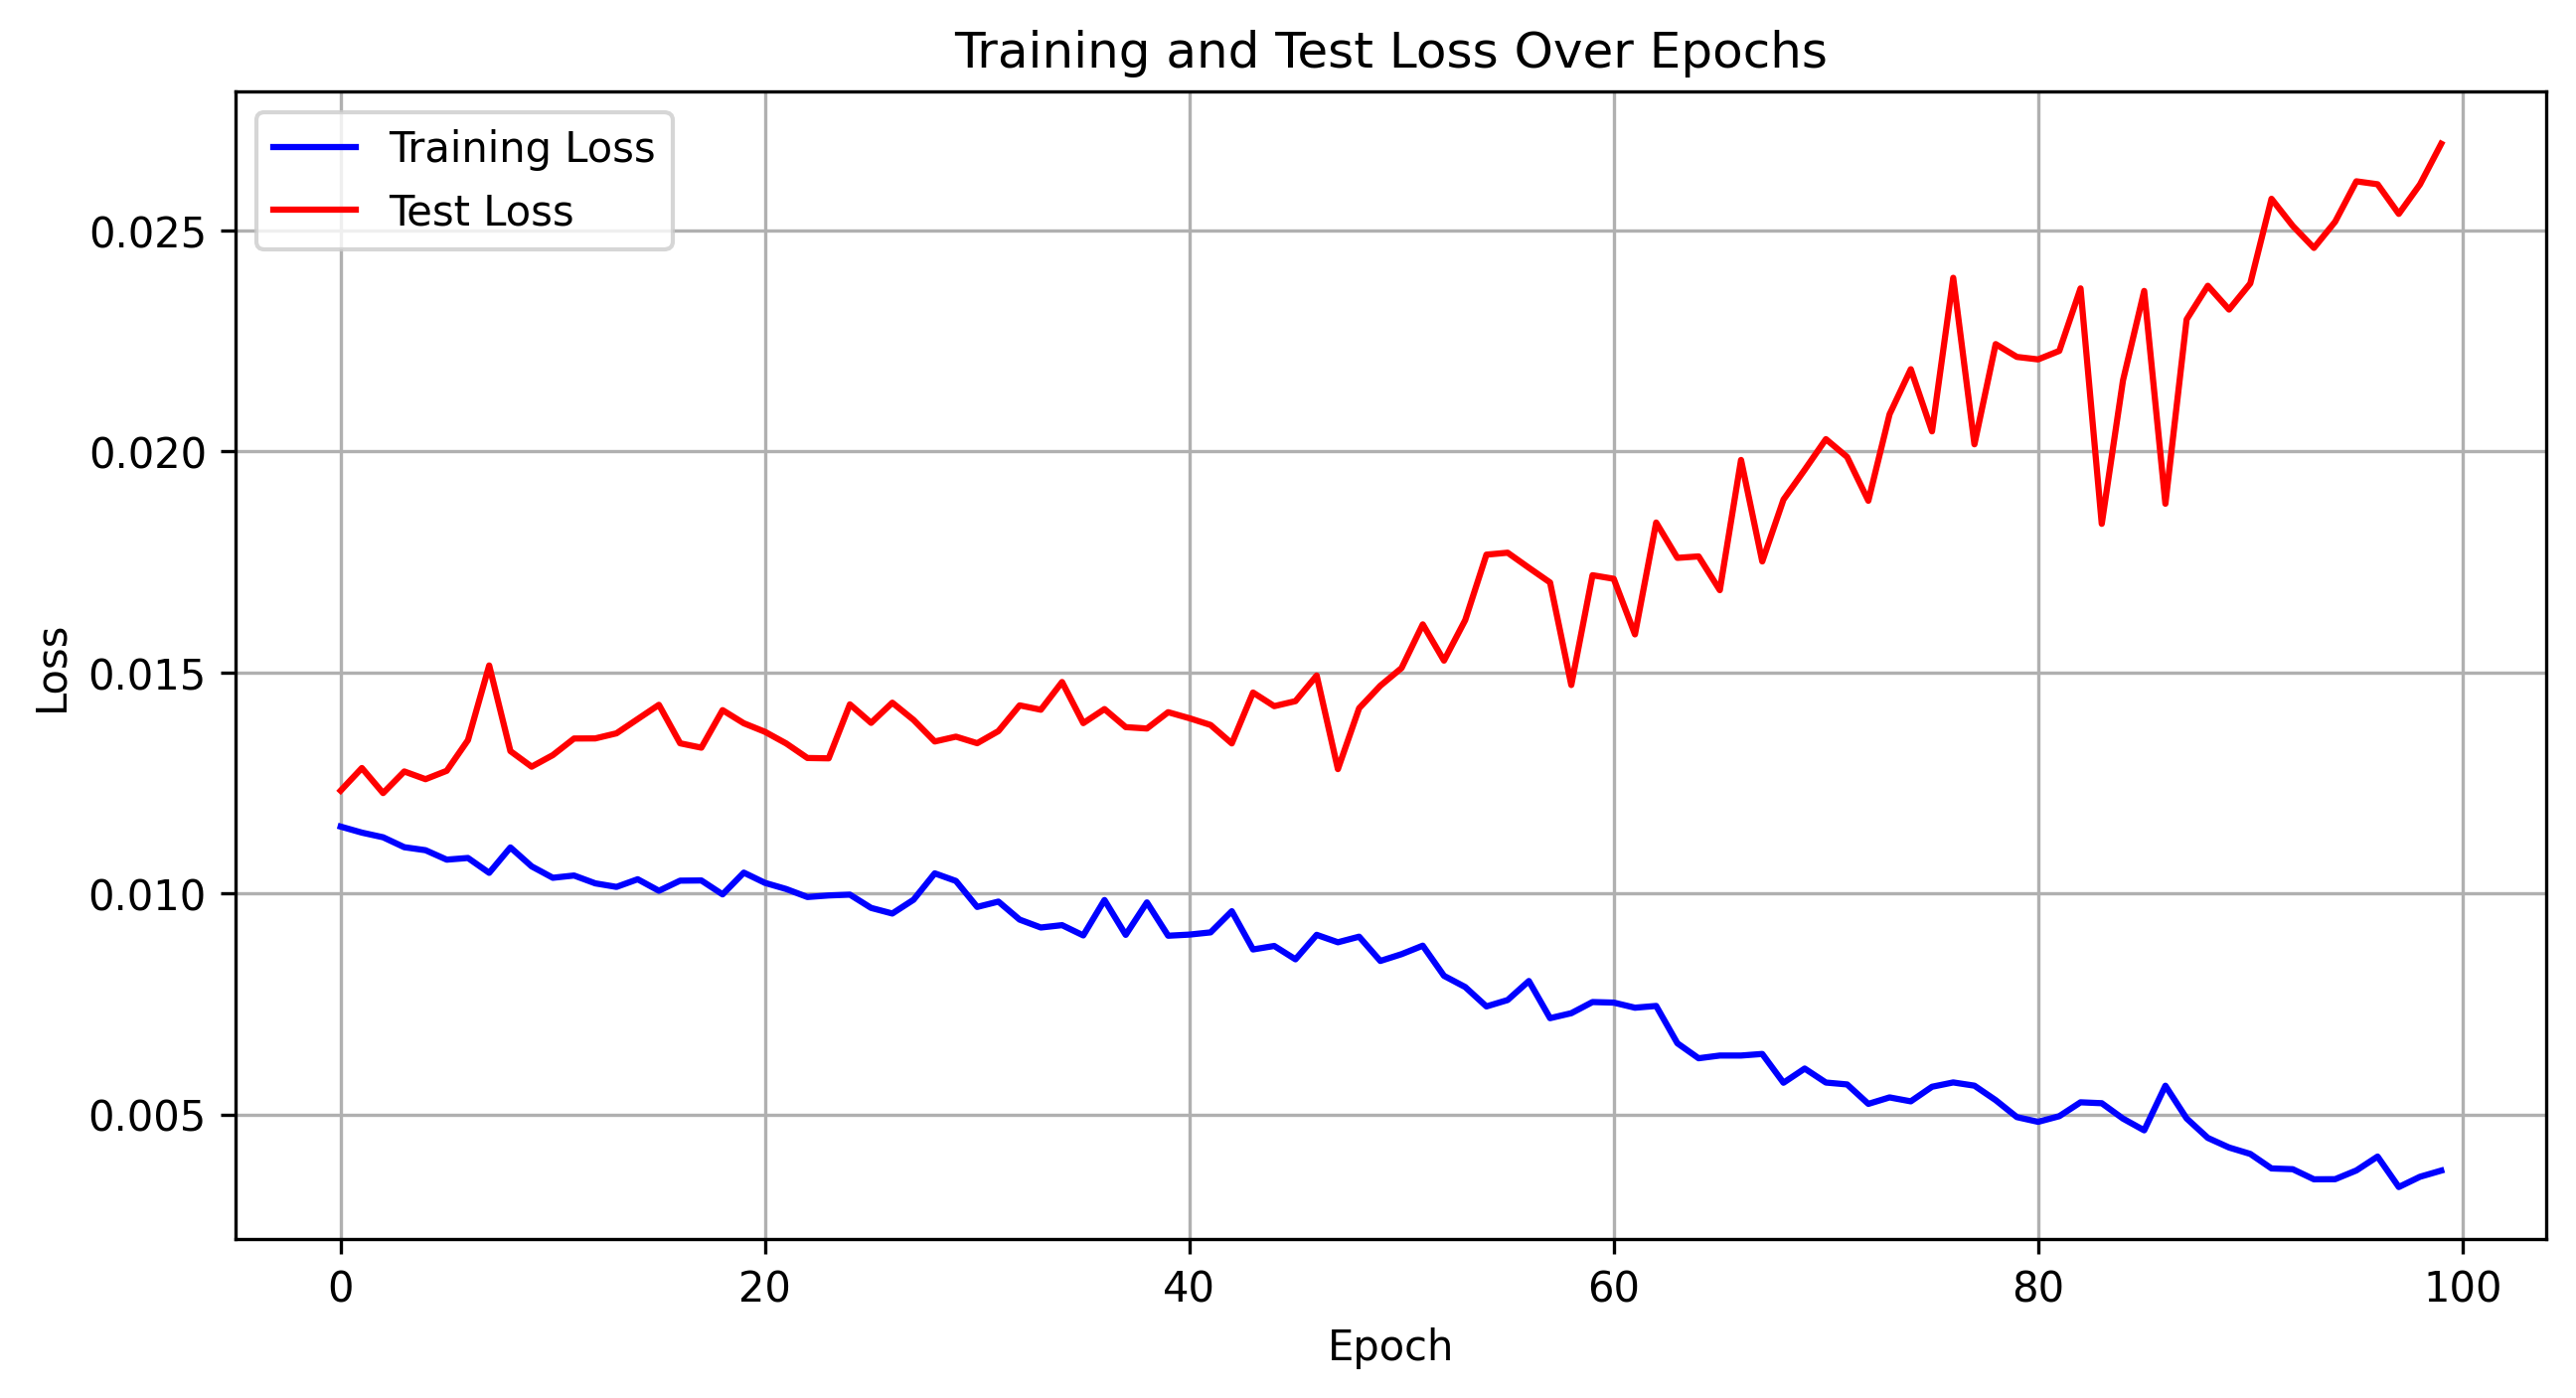 Training and Test Loss Over Epochs
Training Loss
Test Loss
0.025
0.020
0.015
0.010
0.005
Loss
0 20 40 60 80 100
Epoch